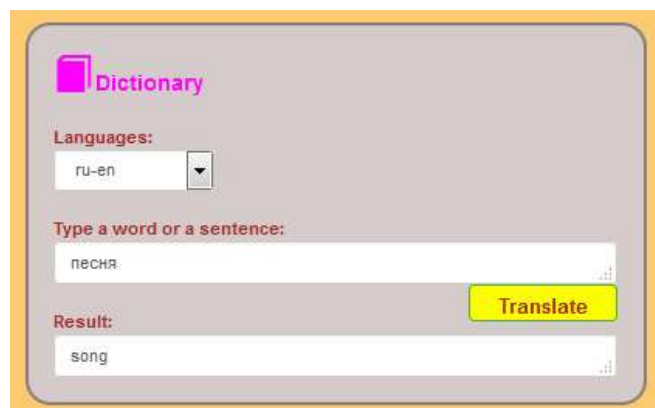 Dictionary
Languages:
ru-en
Type a word or a sentence:
песня
Translate
Result:
song